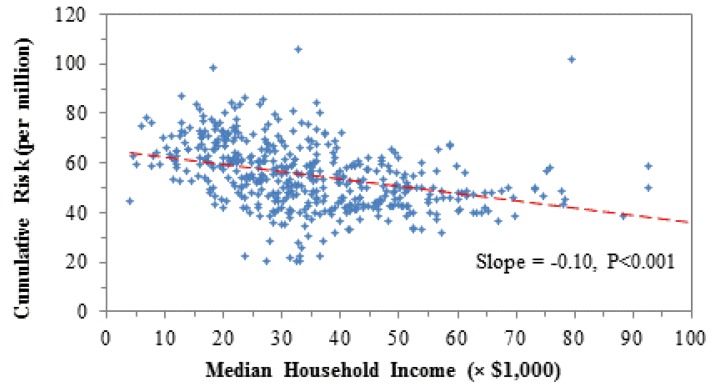 120
100
80
60
40
20
0
Cumulative Risk (per million)
Slope = -0.10, P<0.001
0 10 20 30 40 50 60 70 80 90 100
Median Household Income (× $1,000)